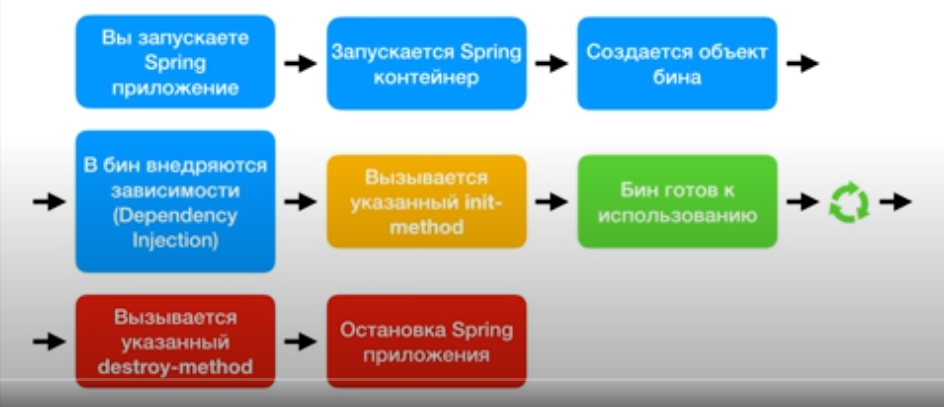 Вы запускаете
Spring
приложение
Запускается Spring
контейнер
Создается объект
бина
В бин внедряются
зависимости
(Dependency
Injection)
Вызывается
указанный init-
method
Бин готов к
использованию
Вызывается
указанный
destroy-method
Остановка Spring
приложения